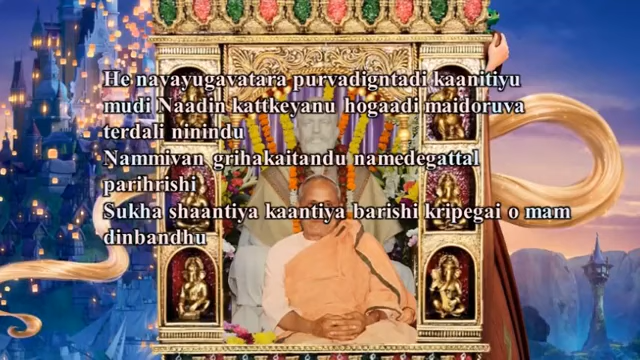 He navayugavatara purvadigntadi kaanitiyu
mudi Naadin kattkeyanu hogaadi maidoruva
terdali ninindu
Nammivan grihakaitandu namedegattal
parihrishi
Sukha shaantiya kaantiya barishi kripegai o mam
dinbandhu